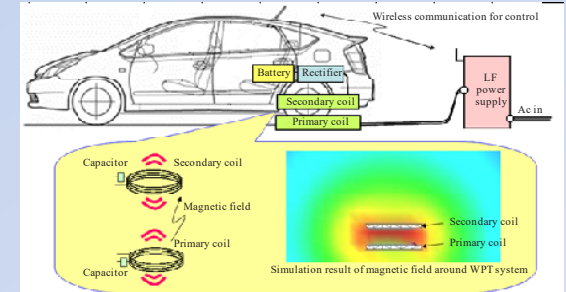 Wireless communication for control
Battery
Rectifier
LF
power
supply
Secondary coil
Ac in
Primary coil
Capacitor
Secondary coil
Magnetic field
Primary coil
Capacitor
Secondary coil
Primary coil
Simulation result of magnetic field around WPT system